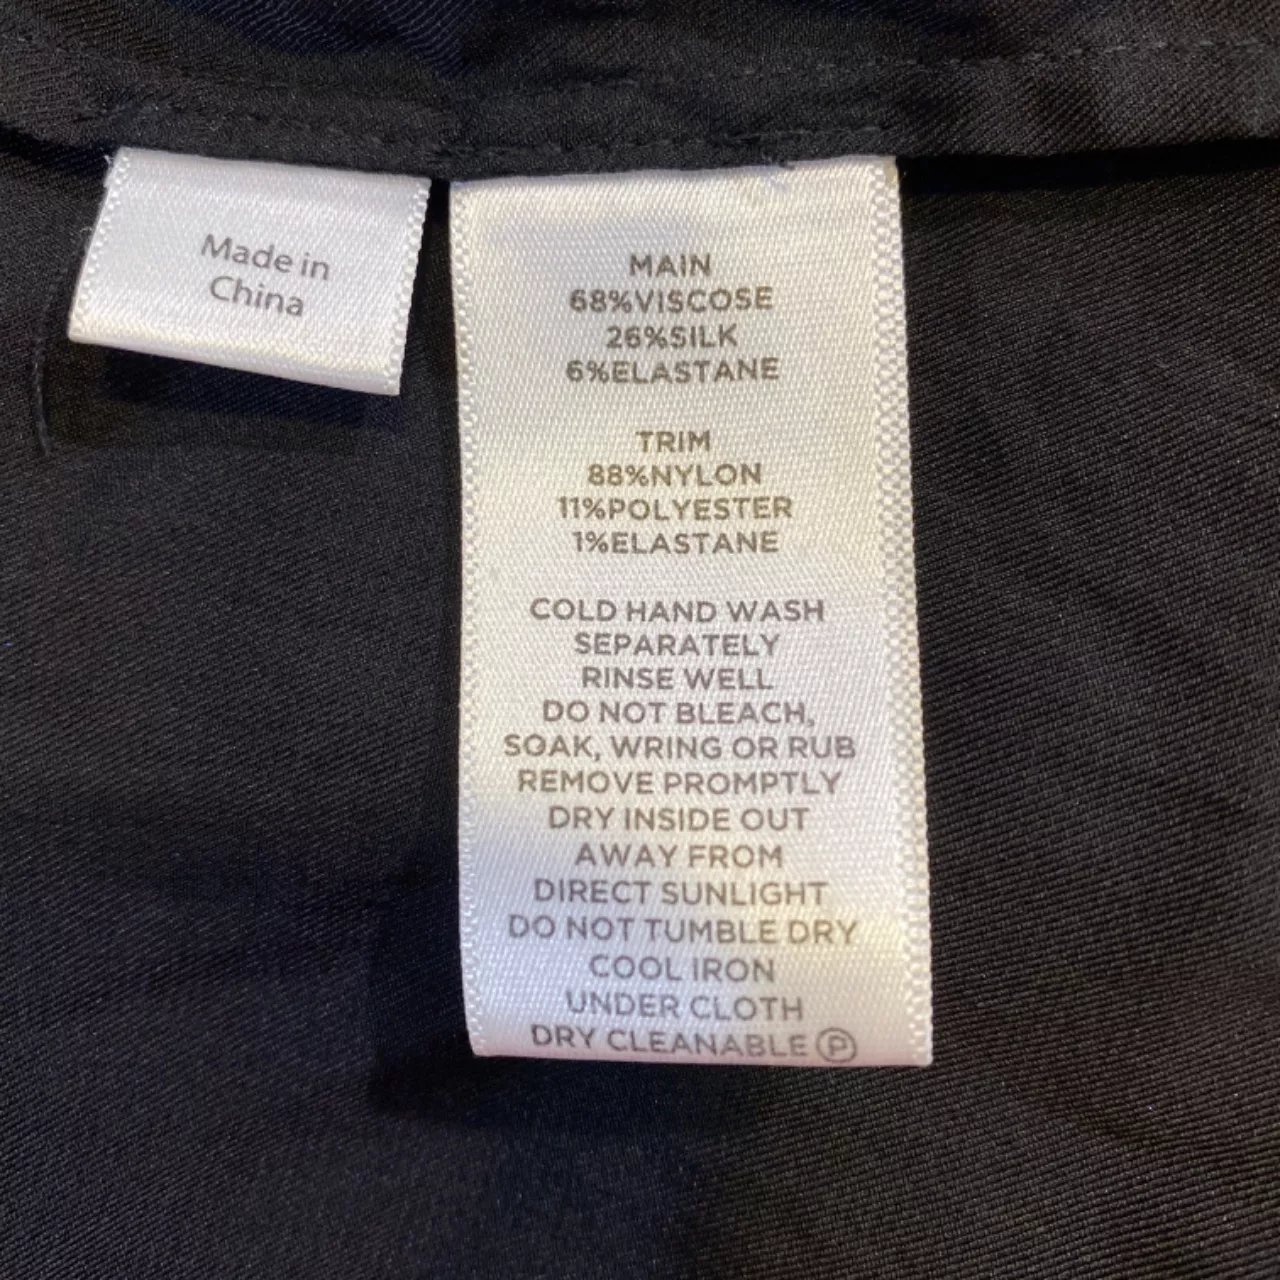 Made in
China
MAIN
68%VISCOSE
26%SILK
6%ELASTANE
TRIM
88%NYLON
11%POLYESTER
1%ELASTANE
COLD HAND WASH
SEPARATELY
RINSE WELL
DO NOT BLEACH,
SOAK, WRING OR RUB
REMOVE PROMPTLY
DRY INSIDE OUT
AWAY FROM
DIRECT SUNLIGHT
DO NOT TUMBLE DRY
COOL IRON
UNDER CLOTH
DRY CLEANABLE Ⓟ